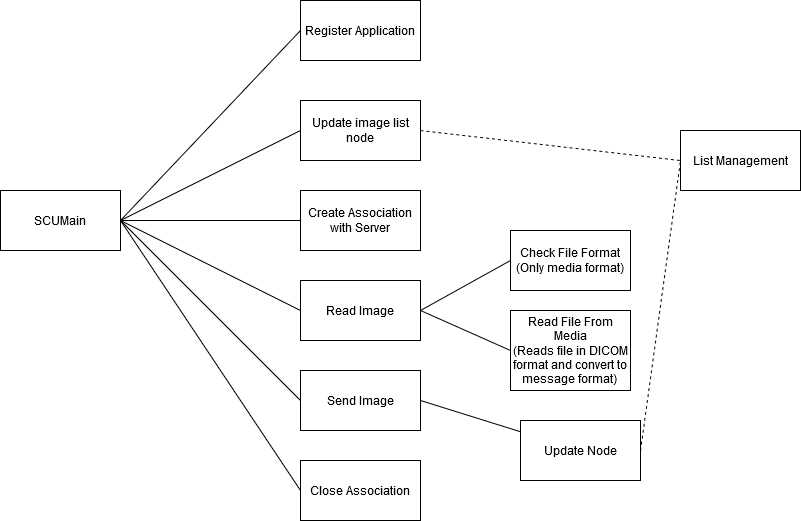 Register Application
Update image list
node
List Management
SCUMain
Create Association
with Server
Check File Format
(Only media format)
Read Image
Read File From
Media
(Reads file in DICOM
format and convert to
message format)
Send Image
Update Node
Close Association